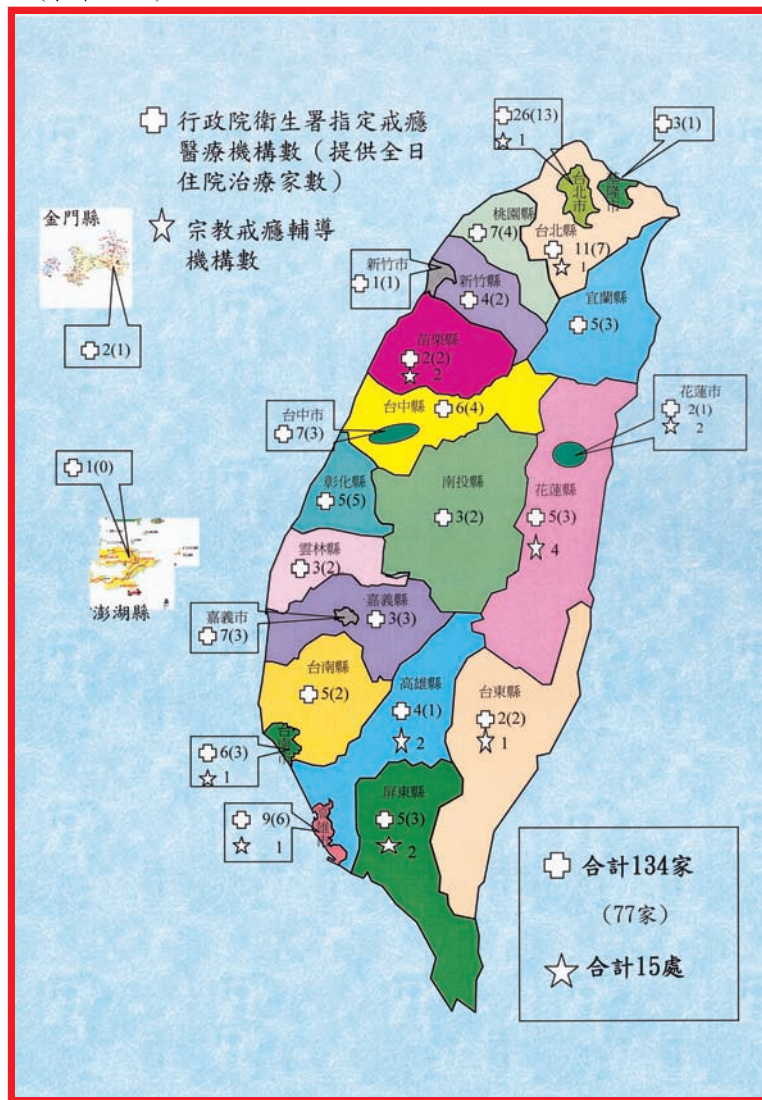 行政院衛生署指定戒癮
醫療機構數（提供全日
住院治療家數）
宗教戒癮輔導
機構數
26(13)
1
台北市
3(1)
基隆市
台北縣
11(7)
1
桃園縣
7(4)
新竹市
1(1)
新竹縣
4(2)
宜蘭縣
5(3)
金門縣
2(1)
苗栗縣
2(2)
2
台中縣
6(4)
台中市
7(3)
花蓮市
2(1)
2
彰化縣
5(5)
南投縣
3(2)
花蓮縣
5(3)
4
1(0)
澎湖縣
雲林縣
3(2)
嘉義市
7(3)
嘉義縣
3(3)
台南縣
5(2)
高雄縣
4(1)
2
台東縣
2(2)
1
6(3)
1
台南市
9(6)
1
屏東縣
5(3)
2
合計134家
（77家）
合計15處